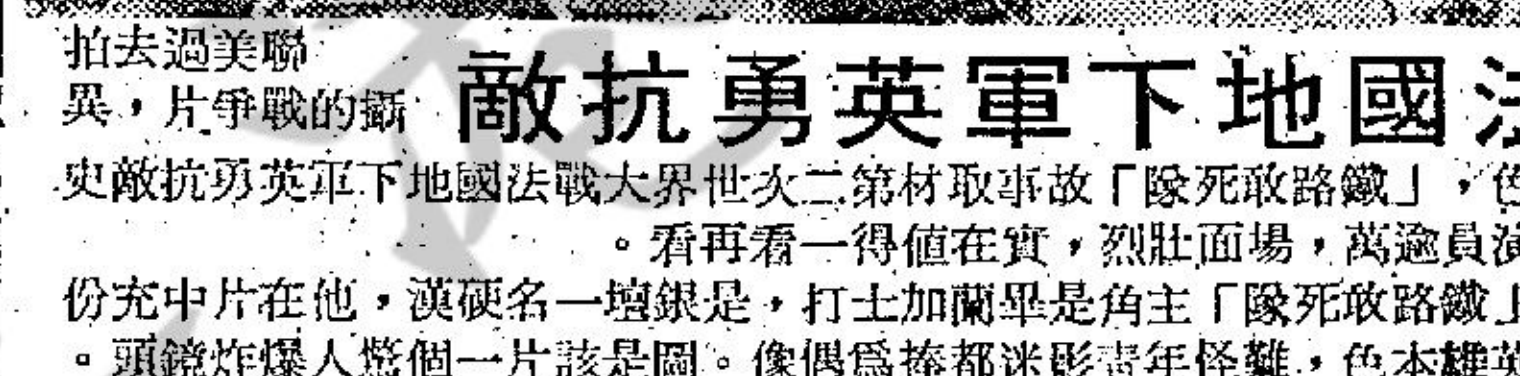 法國地下軍英勇抗敵
聯美過去拍
攝的戰爭片，異
色，「鐵路敢死隊」故事取材第二次世界大戰法國地下軍英勇抗敵史
演員逾萬，場面壯烈，實在值得一看再看。
「鐵路敢死隊」主角是畢蘭加士打，是銀壇一名硬漢，他在片中充份
英雄本色，難怪年青影迷都捧爲偶像。圖是該片一個驚人爆炸鏡頭。